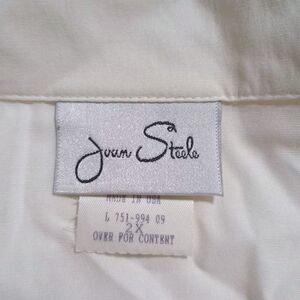 Joan Steele
MADE IN USA
L 751-994 09
2X
OVER FOR CONTENT